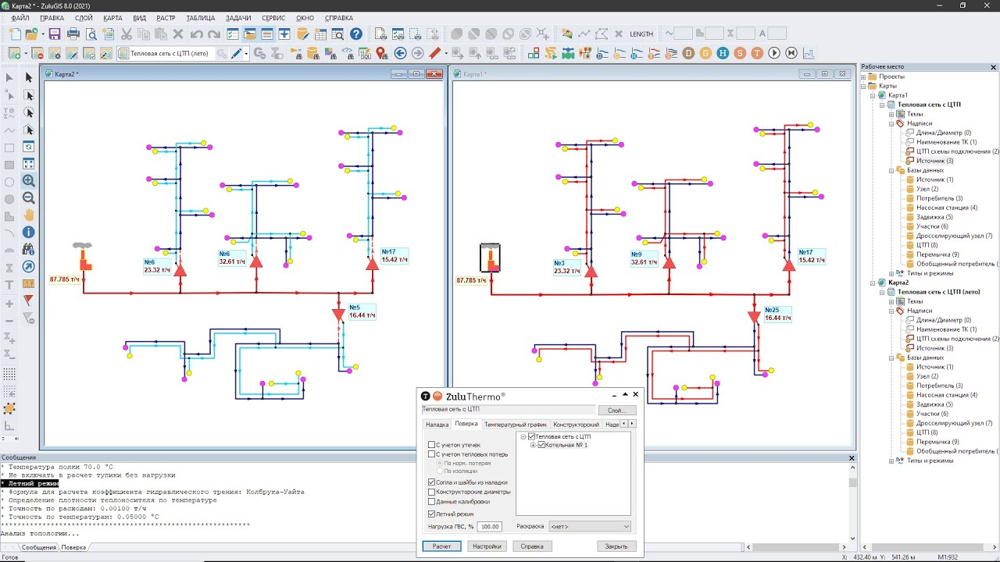 Карта2 * - ZuluGIS 8.0 (2021)
ФАЙЛ ПРАВКА СЛОЙ КАРТА ВИД РАСТР ТАБЛИЦА ЗАДАЧИ СЕРВИС ОКНО СПРАВКА
LENGTH
A
Тепловая сеть с ЦТП (лето)
SQL
D G H S T
Карта2 *
№6
23.32 т/ч
№6
32.61 т/ч
№17
15.42 т/ч
87.785 т/ч
№5
16.44 т/ч
Карта1 *
№3
23.32 т/ч
№9
32.61 т/ч
№17
15.42 т/ч
87.785 т/ч
№25
16.44 т/ч
Рабочее место
Проекты
Карты
Карта1
Тепловая сеть с ЦТП
Темы
Надписи
Длина/Диаметр (0)
Наименование ТК (1)
ЦТП схемы подключения (2)
Источник (3)
Базы данных
Источник (1)
Узел (2)
Потребитель (3)
Насосная станция (4)
Задвижка (5)
Участки (6)
Дросселирующий узел (7)
ЦТП (8)
Перемычка (9)
Обобщенный потребитель (
Темы и режимы
Карта2
Тепловая сеть с ЦТП (лето)
Темы
Надписи
Длина/Диаметр (0)
Наименование ТК (1)
ЦТП схемы подключения (2)
Источник (3)
Базы данных
Источник (1)
Узел (2)
Потребитель (3)
Насосная станция (4)
Задвижка (5)
Участки (6)
Дросселирующий узел (7)
ЦТП (8)
Перемычка (9)
Обобщенный потребитель (
Темы и режимы
Сообщения
* Температура полки 70.0 °C
* Не включать в расчет тупики без нагрузки
* Летний режим
* Формула для расчета коэффициента гидравлического трения: Колбрука-Уайта
* Определение плотности теплоносителя по температуре
* Точность по расходам: 0.00100 т/ч
* Точность по температурам: 0.05000 °C
Анализ топологии...
Сообщения Поверка
ZuluThermo®
Тепловая сеть с ЦТП
Слой...
Наладка Поверка Температурный график Конструкторский Наде
С учетом утечек
С учетом тепловых потерь
По норм. потерям
По изоляции
Сопла и шайбы из наладки
Конструкторские диаметры
Данные калибровки
Летний режим
Нагрузка ГВС, % 100.00
Тепловая сеть с ЦТП
Котельная № 1
Раскраска <нет>
Расчет Настройки Справка Закрыть
Готов
X: 432.40 м Y: 541.26 м M1:932